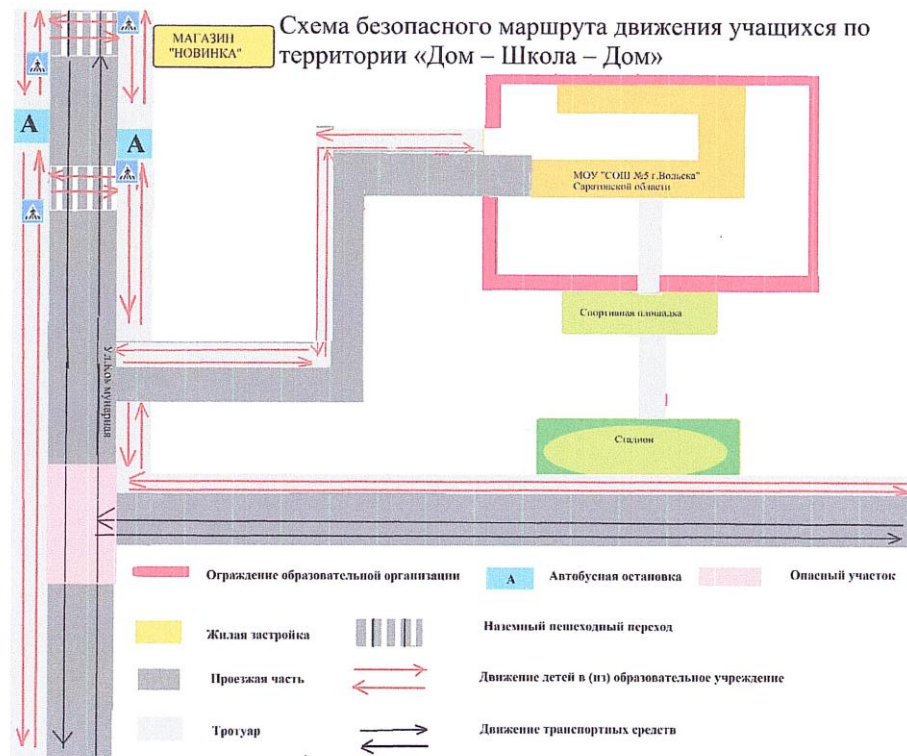 МАГАЗИН
"НОВИНКА"
Схема безопасного маршрута движения учащихся по
территории «Дом – Школа – Дом»
А
А
МОУ "СОШ №5 г.Вольска"
Саратовской области
Спортивная площадка
Ул.Коммунарная
Стадион
Ограждение образовательной организации
А
Автобусная остановка
Опасный участок
Жилая застройка
Наземный пешеходный переход
Проезжая часть
Движение детей в (из) образовательное учреждение
Тротуар
Движение транспортных средств